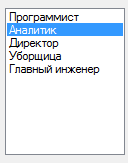 Программист
Аналитик
Директор
Уборщица
Главный инженер